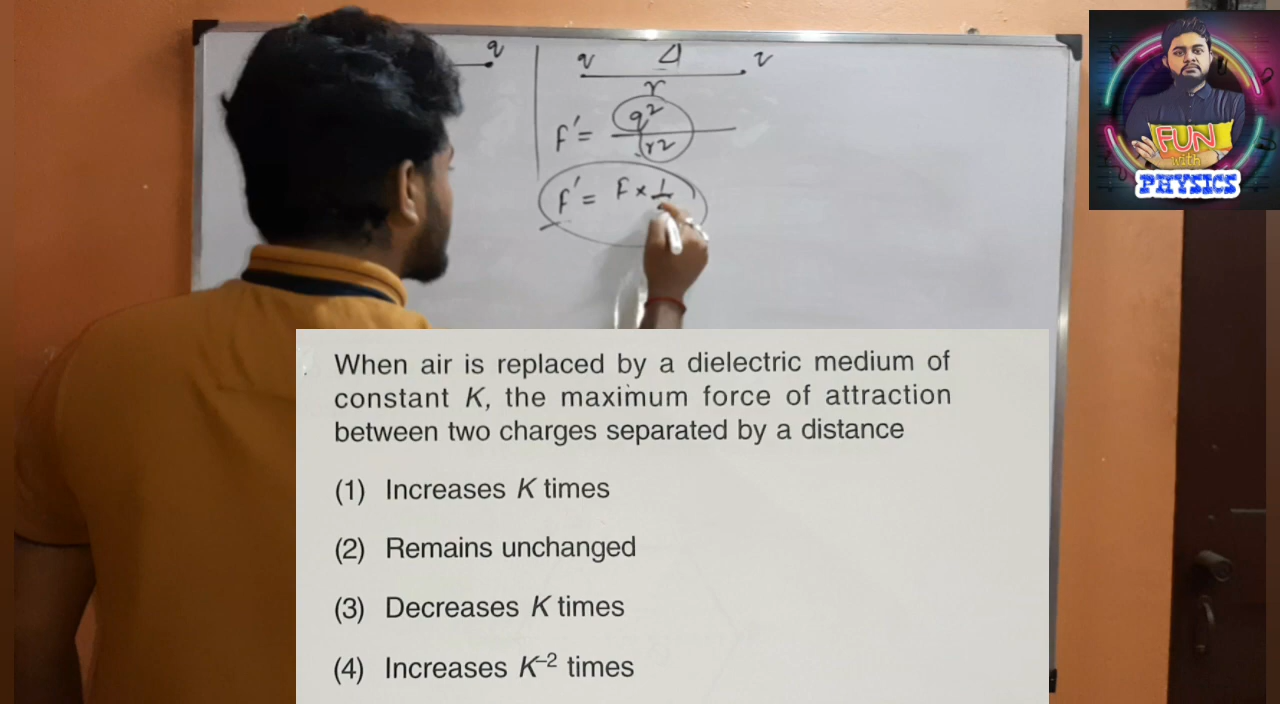 q
q
r
F' = q²
r2
F' = F × 1
FUN
with
PHYSICS
When air is replaced by a dielectric medium of
constant K, the maximum force of attraction
between two charges separated by a distance
(1) Increases K times
(2) Remains unchanged
(3) Decreases K times
(4) Increases K⁻² times